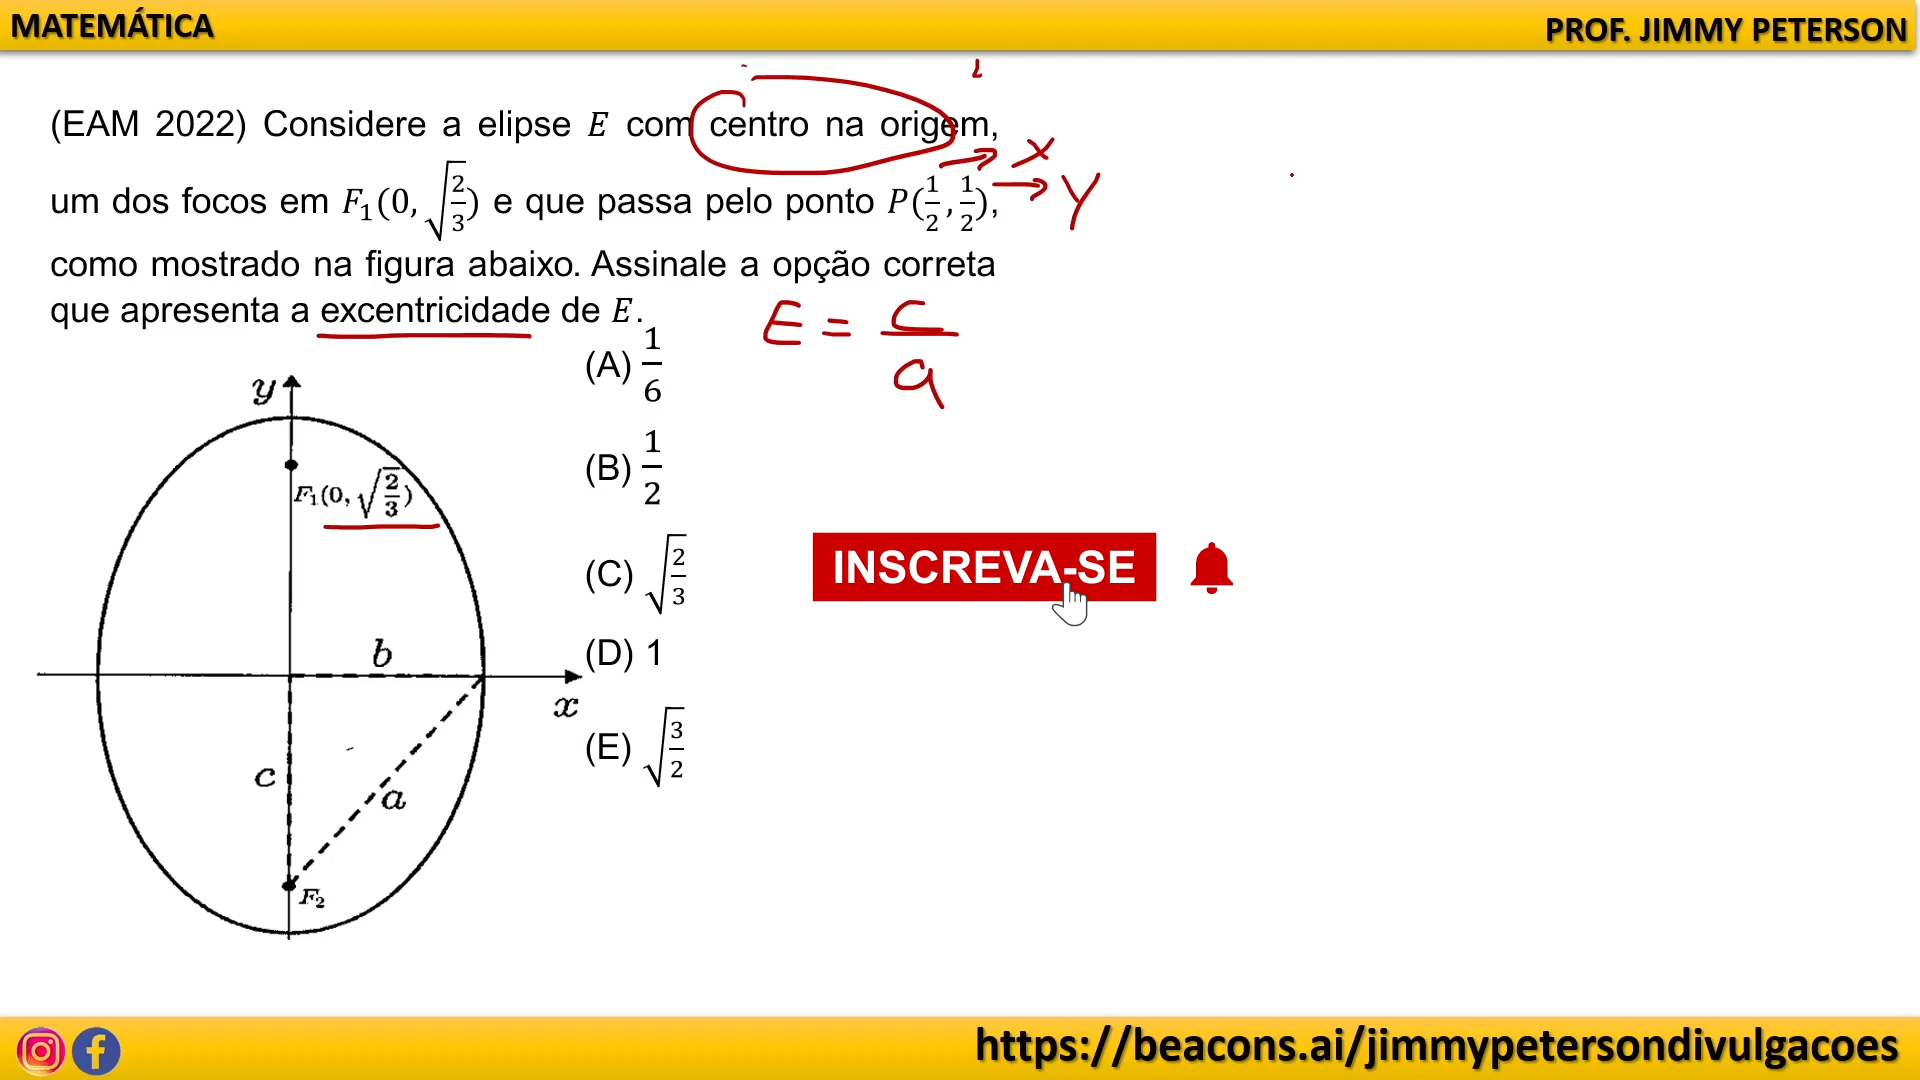 MATEMÁTICA
PROF. JIMMY PETERSON
(EAM 2022) Considere a elipse E com centro na origem,
um dos focos em F₁(0, √(2/3)) e que passa pelo ponto P(1/2, 1/2),
→ x
→ y
como mostrado na figura abaixo. Assinale a opção correta
que apresenta a excentricidade de E.
E = c/a
(A) 1/6
(B) 1/2
(C) √(2/3)
(D) 1
(E) √(3/2)
y
F₁(0, √(2/3))
b
x
c
a
F₂
INSCREVA-SE
https://beacons.ai/jimmypetersondivulgacoes